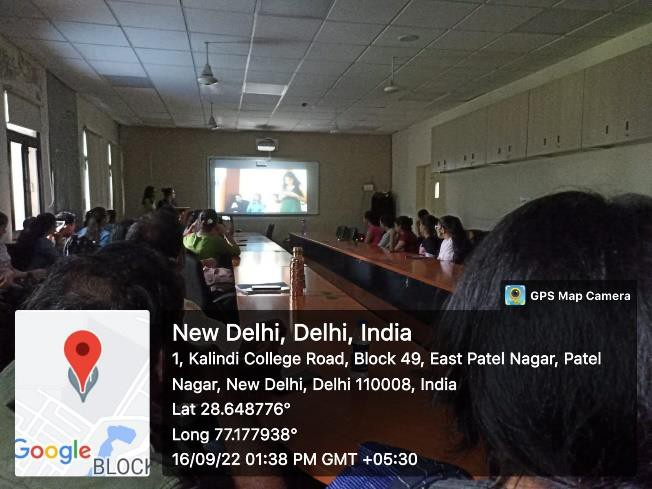 GPS Map Camera
New Delhi, Delhi, India
1, Kalindi College Road, Block 49, East Patel Nagar, Patel
Nagar, New Delhi, Delhi 110008, India
Lat 28.648776°
Long 77.177938°
16/09/22 01:38 PM GMT +05:30
Google
BLOCK